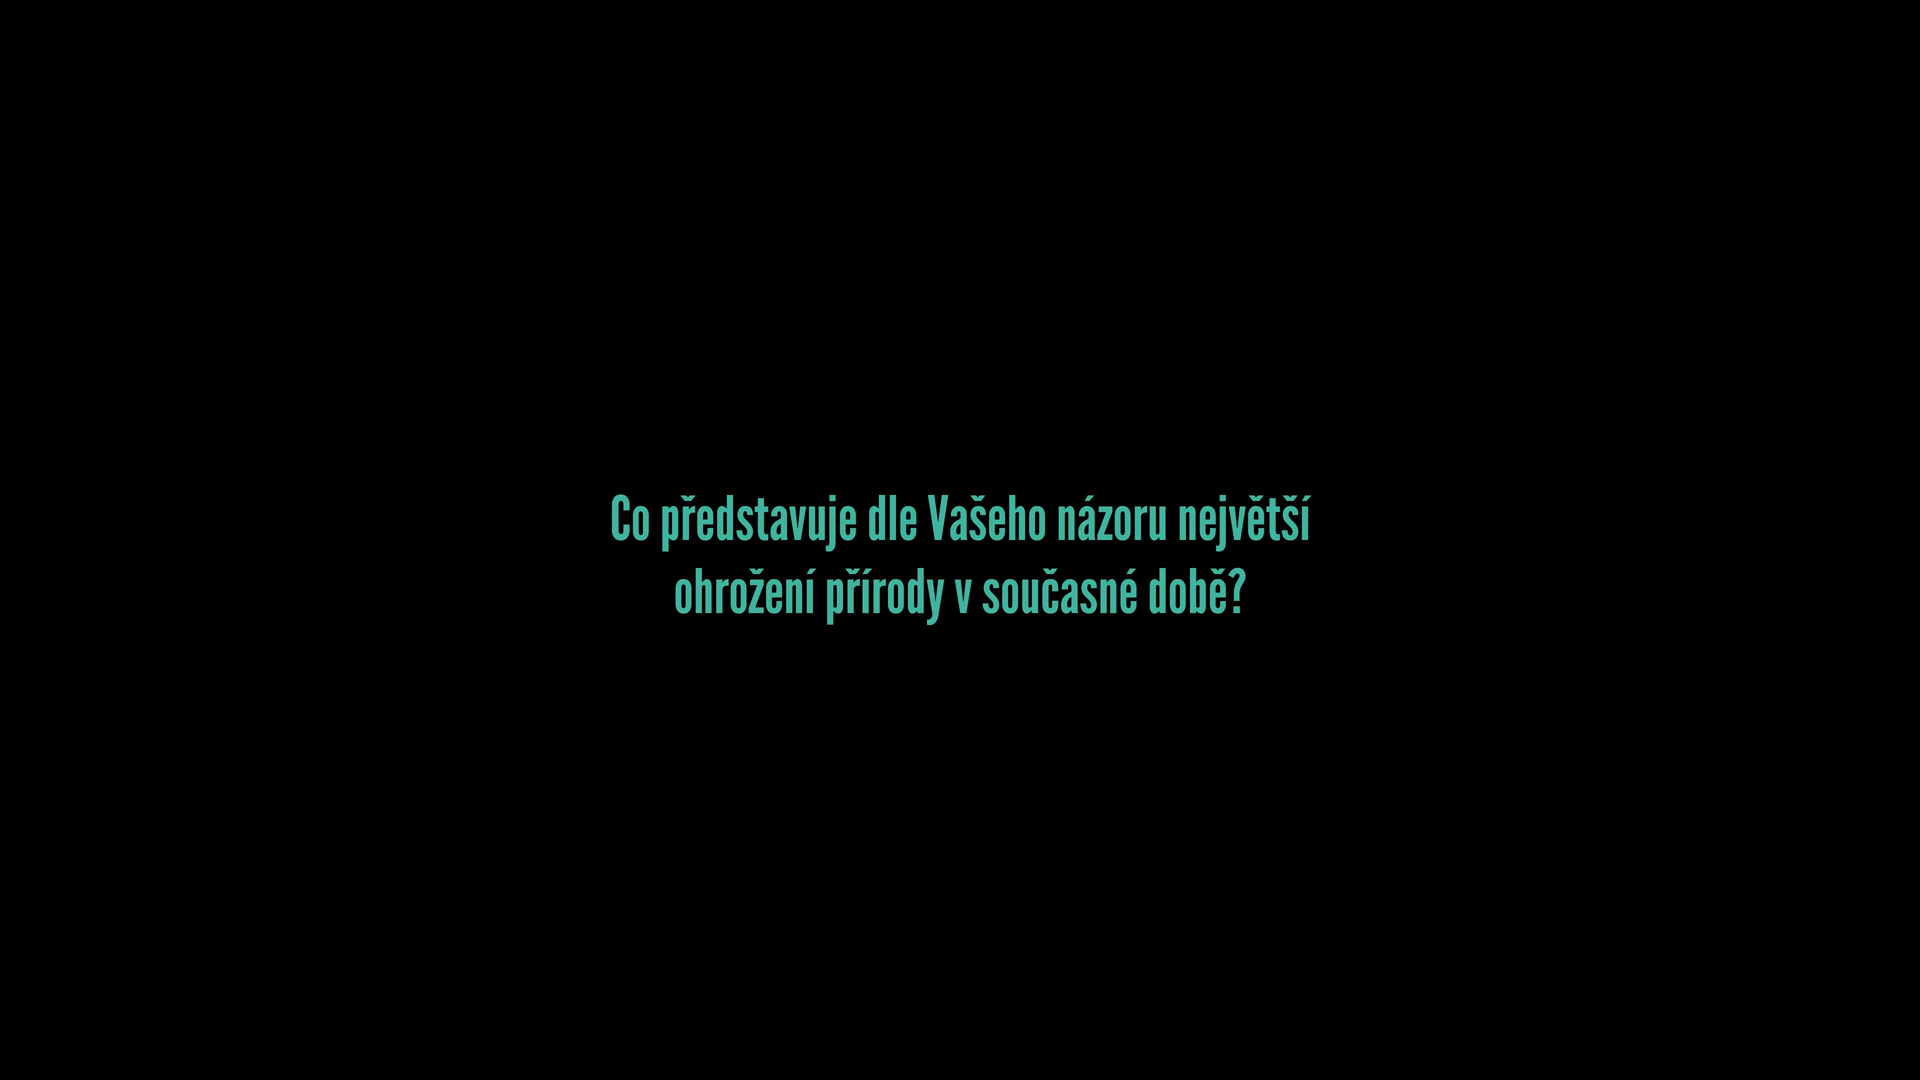 Co představuje dle Vašeho názoru největší
ohrožení přírody v současné době?